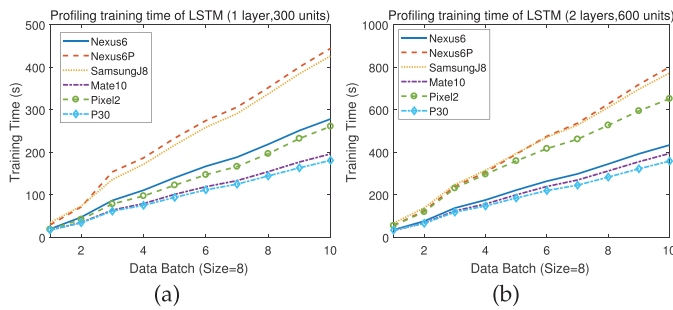 Profiling training time of LSTM (1 layer,300 units)
500
400
300
200
100
0
Training Time (s)
Nexus6
Nexus6P
SamsungJ8
Mate10
Pixel2
P30
2 4 6 8 10
Data Batch (Size=8)
(a)
Profiling training time of LSTM (2 layers,600 units)
1000
800
600
400
200
0
Training Time (s)
Nexus6
Nexus6P
SamsungJ8
Mate10
Pixel2
P30
2 4 6 8 10
Data Batch (Size=8)
(b)